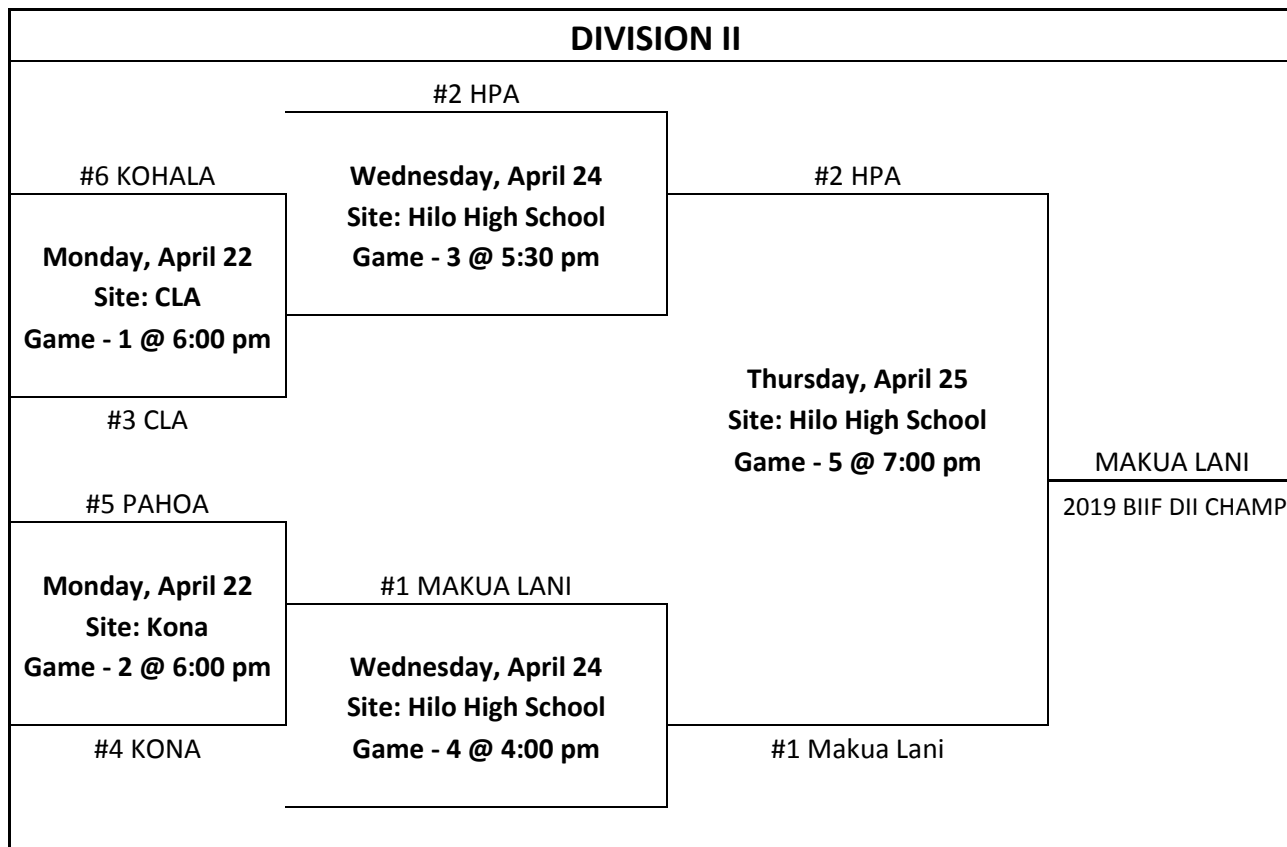 DIVISION II
#2 HPA
#6 KOHALA
Wednesday, April 24
Site: Hilo High School
Game - 3 @ 5:30 pm
#2 HPA
Monday, April 22
Site: CLA
Game - 1 @ 6:00 pm
#3 CLA
Thursday, April 25
Site: Hilo High School
Game - 5 @ 7:00 pm
MAKUA LANI
2019 BIIF DII CHAMP
#5 PAHOA
Monday, April 22
Site: Kona
Game - 2 @ 6:00 pm
#4 KONA
#1 MAKUA LANI
Wednesday, April 24
Site: Hilo High School
Game - 4 @ 4:00 pm
#1 Makua Lani